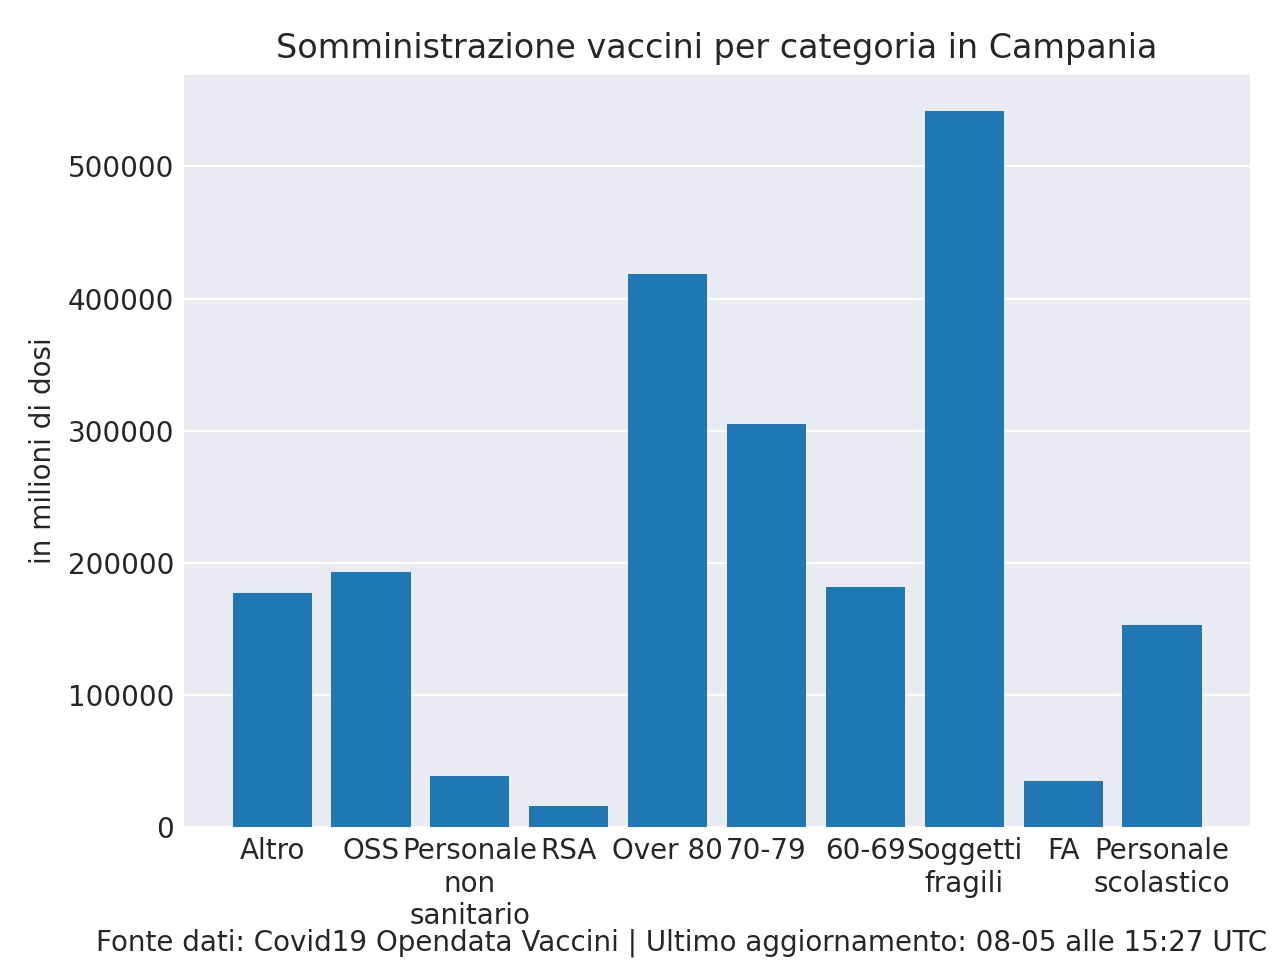 Somministrazione vaccini per categoria in Campania
in milioni di dosi
500000
400000
300000
200000
100000
0
Altro OSS Personale RSA Over 80 70-79 60-69 Soggetti FA Personale
non fragili scolastico
sanitario
Fonte dati: Covid19 Opendata Vaccini | Ultimo aggiornamento: 08-05 alle 15:27 UTC